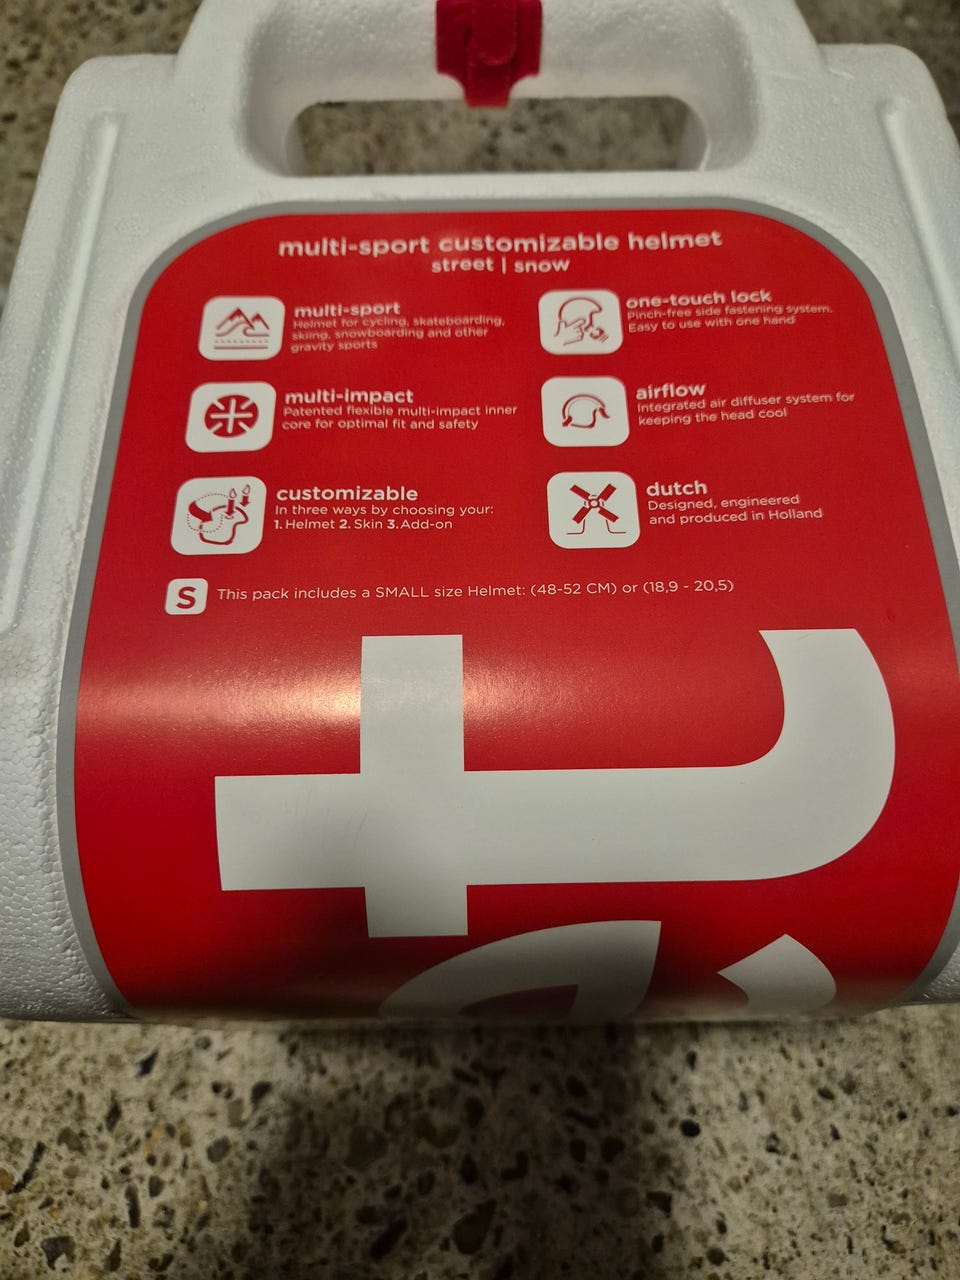 multi-sport customizable helmet
street | snow
multi-sport
Helmet for cycling, skateboarding,
skiing, snowboarding and other
gravity sports
one-touch lock
Pinch-free side fastening system.
Easy to use with one hand
multi-impact
Patented flexible multi-impact inner
core for optimal fit and safety
airflow
Integrated air diffuser system for
keeping the head cool
customizable
In three ways by choosing your:
1. Helmet 2. Skin 3. Add-on
dutch
Designed, engineered
and produced in Holland
S This pack includes a SMALL size Helmet: (48-52 CM) or (18,9 - 20,5)
t